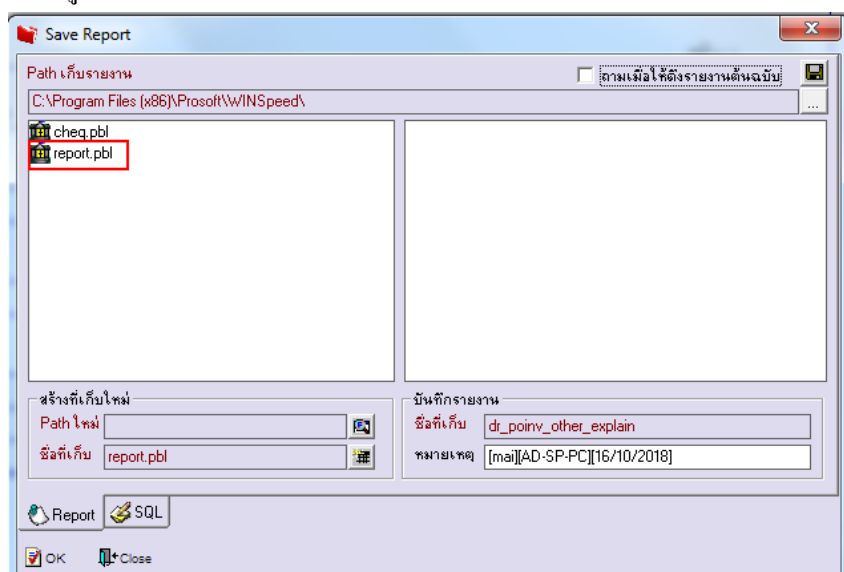 Save Report
Path เก็บรายงาน
ถามเมื่อให้ดึงรายงานต้นฉบับ
C:\Program Files (x86)\Prosoft\WINSpeed\
...
cheq.pbl
report.pbl
สร้างที่เก็บใหม่
Path ใหม่
ชื่อที่เก็บ report.pbl
บันทึกรายงาน
ชื่อที่เก็บ dr_poinv_other_explain
หมายเหตุ [mai][AD-SP-PC][16/10/2018]
Report SQL
OK Close